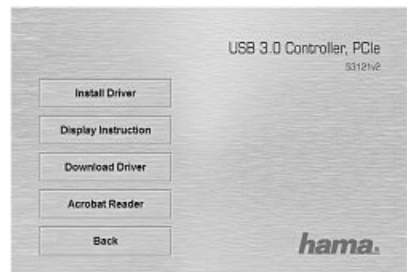 USB 3.0 Controller, PCIe
53121v2
Install Driver
Display Instruction
Download Driver
Acrobat Reader
Back
hama.